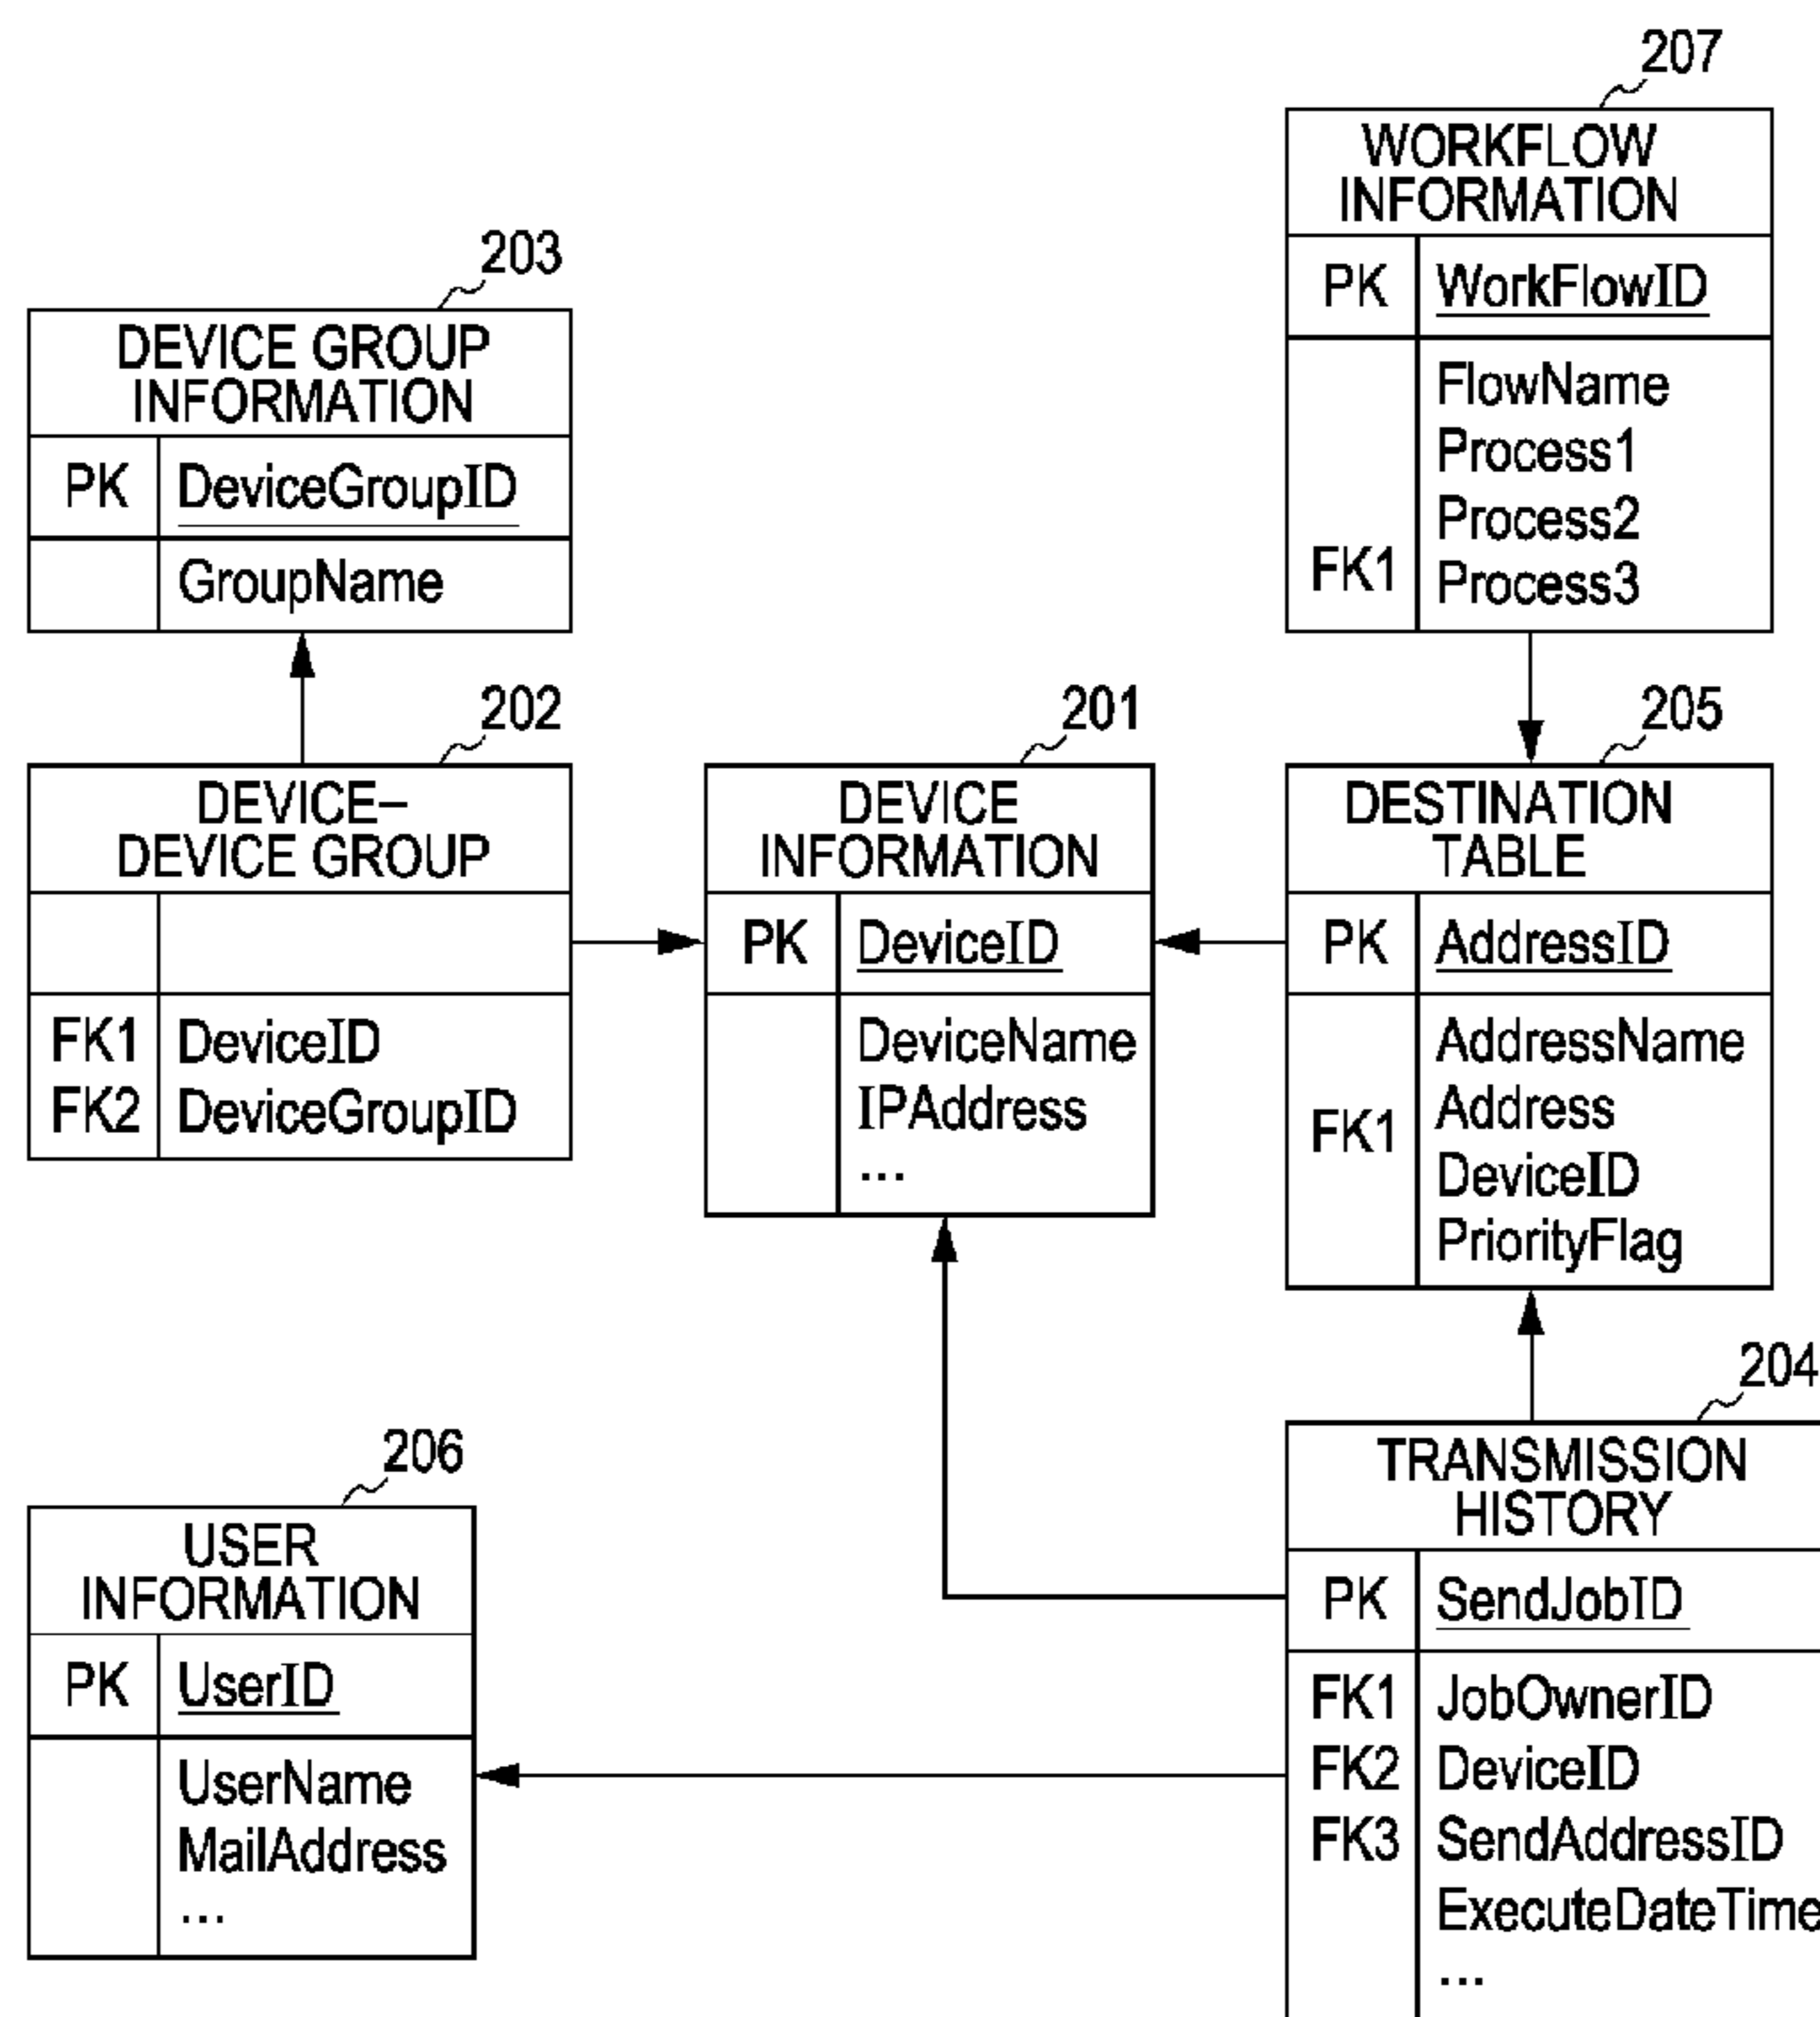 207
WORKFLOW
INFORMATION
PK WorkFlowID
FlowName
Process1
Process2
FK1 Process3
203
DEVICE GROUP
INFORMATION
PK DeviceGroupID
GroupName
202
DEVICE–
DEVICE GROUP
FK1 DeviceID
FK2 DeviceGroupID
201
DEVICE
INFORMATION
PK DeviceID
DeviceName
IPAddress
...
205
DESTINATION
TABLE
PK AddressID
AddressName
Address
FK1
DeviceID
PriorityFlag
204
TRANSMISSION
HISTORY
PK SendJobID
FK1 JobOwnerID
FK2 DeviceID
FK3 SendAddressID
ExecuteDateTime
...
206
USER
INFORMATION
PK UserID
UserName
MailAddress
...